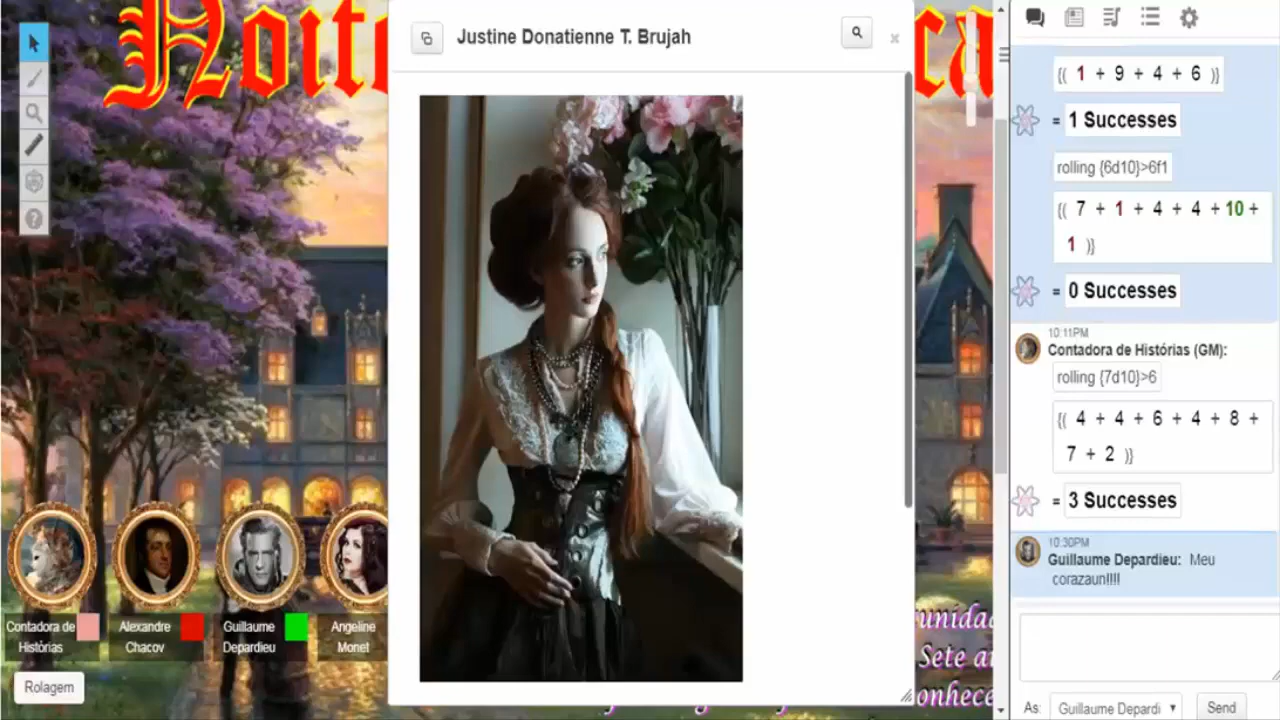 Justine Donatienne T. Brujah
{( 1 + 9 + 4 + 6 )}
= 1 Successes
rolling {6d10}>6f1
{( 7 + 1 + 4 + 4 + 10 +
1 )}
= 0 Successes
10:11PM
Contadora de Histórias (GM):
rolling {7d10}>6
{( 4 + 4 + 6 + 4 + 8 +
7 + 2 )}
= 3 Successes
10:30PM
Guillaume Depardieu: Meu
corazaun!!!!
Contadora de
Histórias
Alexandre
Chacov
Guillaume
Depardieu
Angeline
Monet
Rolagem
Sete
As: Guillaume Depardi
Send